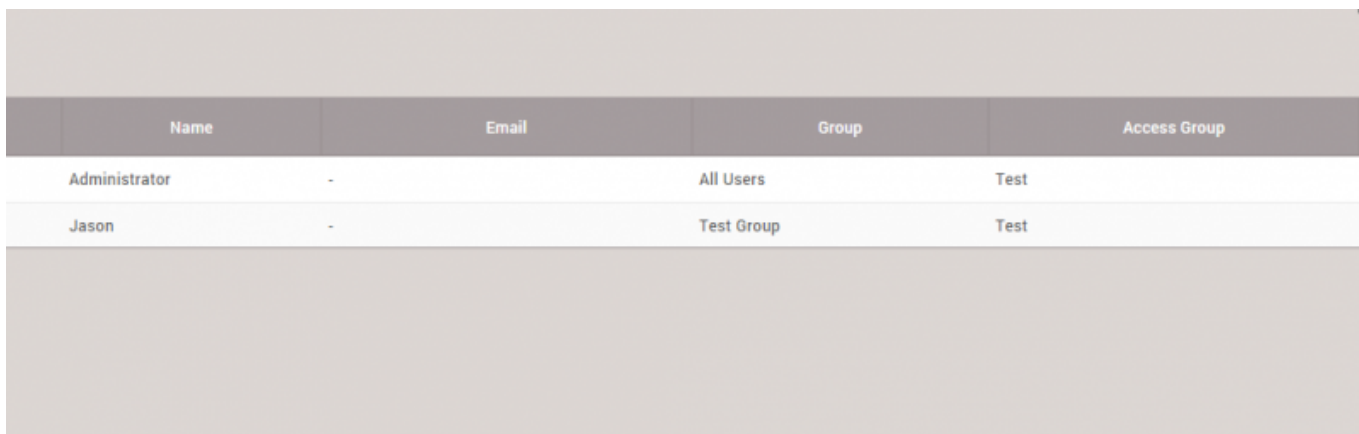 Name Email Group Access Group
Administrator - All Users Test
Jason - Test Group Test